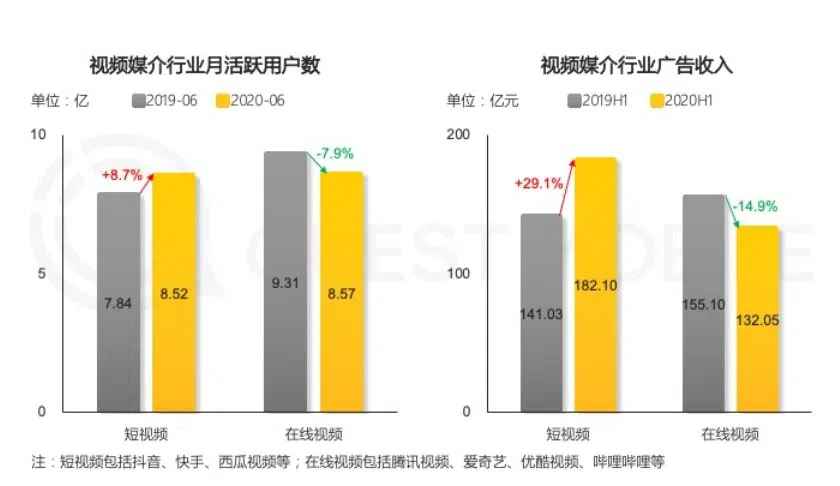 视频媒介行业月活跃用户数
单位：亿
2019-06
2020-06
10
5
0
+8.7%
-7.9%
7.84
8.52
9.31
8.57
短视频
在线视频
视频媒介行业广告收入
单位：亿元
2019H1
2020H1
200
100
0
+29.1%
-14.9%
141.03
182.10
155.10
132.05
短视频
在线视频
注：短视频包括抖音、快手、西瓜视频等；在线视频包括腾讯视频、爱奇艺、优酷视频、哔哩哔哩等